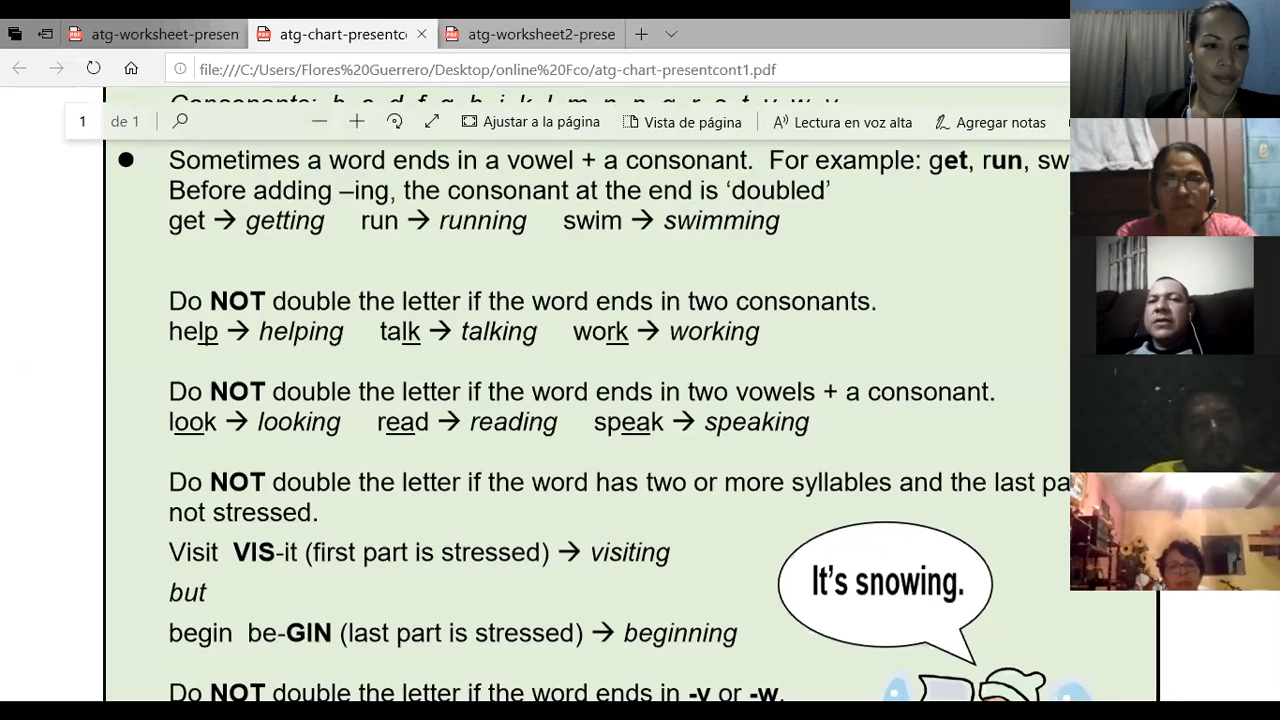 atg-worksheet-presen
atg-chart-presentc
atg-worksheet2-prese
file:///C:/Users/Flores%20Guerrero/Desktop/online%20Fco/atg-chart-presentcont1.pdf
1 de 1
Ajustar a la página
Vista de página
Lectura en voz alta
Agregar notas
● Sometimes a word ends in a vowel + a consonant. For example: get, run, sw
Before adding –ing, the consonant at the end is ‘doubled’
get → getting run → running swim → swimming
Do NOT double the letter if the word ends in two consonants.
help → helping talk → talking work → working
Do NOT double the letter if the word ends in two vowels + a consonant.
look → looking read → reading speak → speaking
Do NOT double the letter if the word has two or more syllables and the last pa
not stressed.
Visit VIS-it (first part is stressed) → visiting
but
begin be-GIN (last part is stressed) → beginning
It's snowing.
Do NOT double the letter if the word ends in -y or -w.